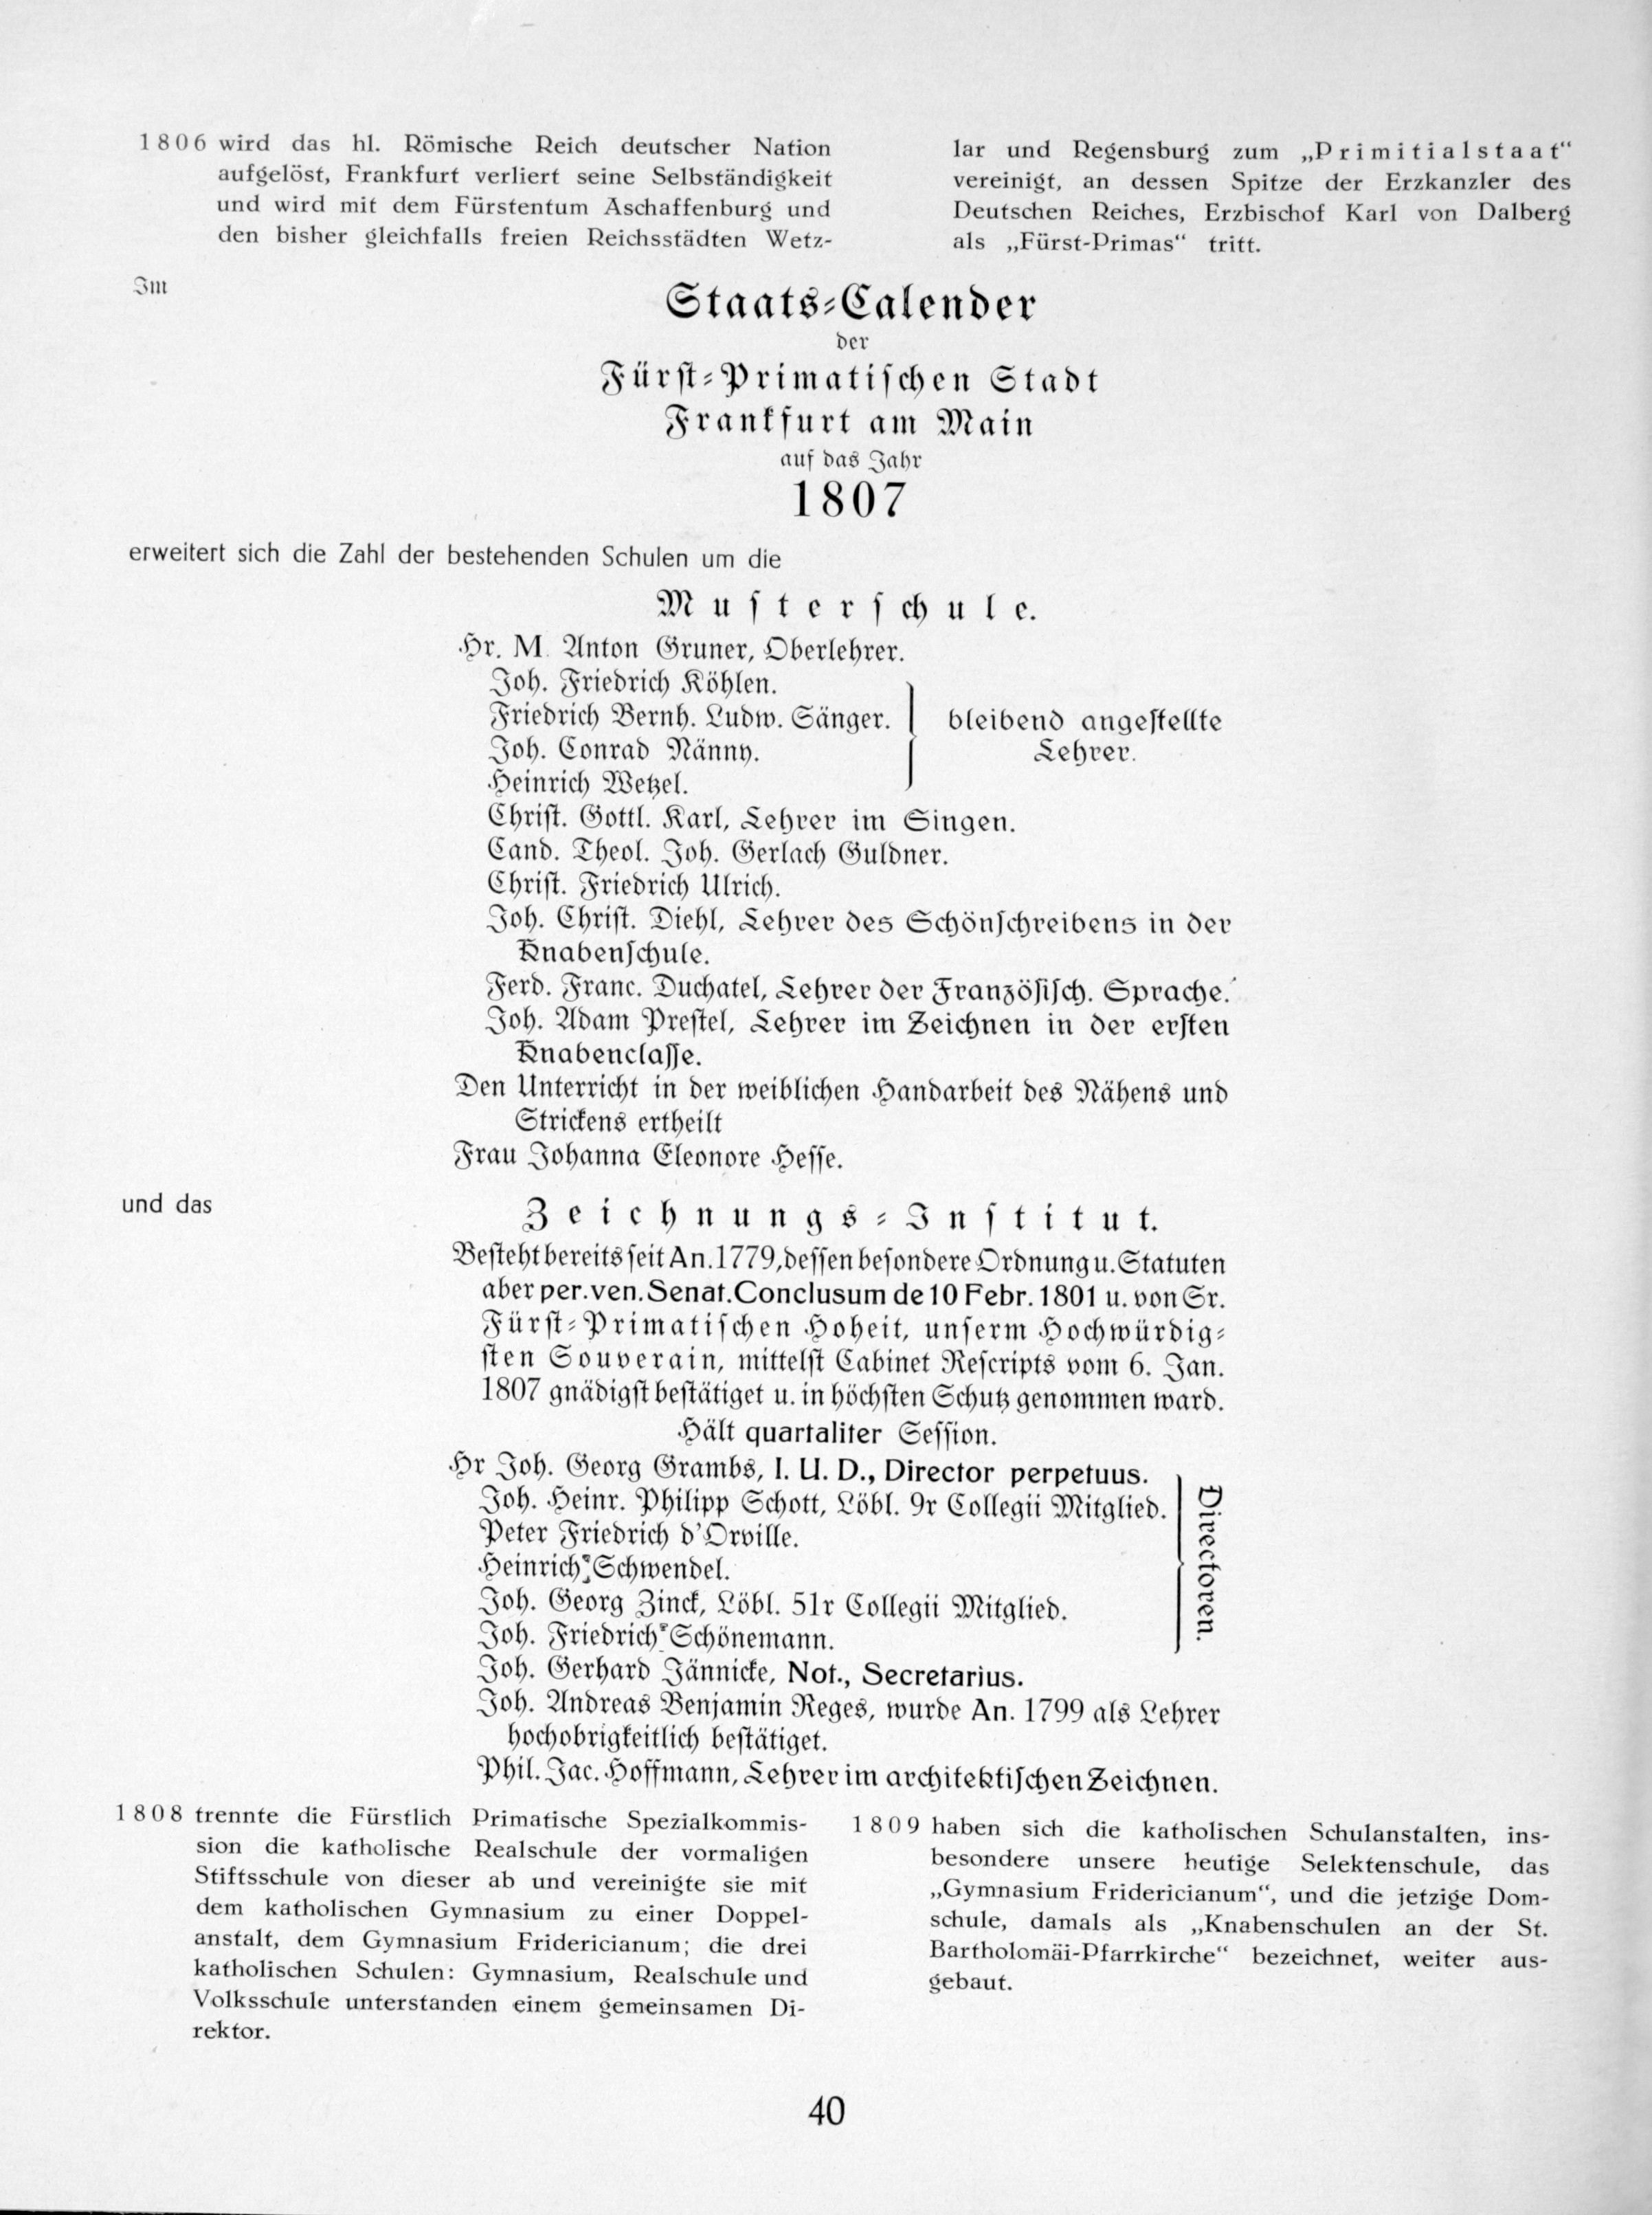 1806 wird das hl. Römische Reich deutscher Nation
aufgelöst, Frankfurt verliert seine Selbständigkeit
und wird mit dem Fürstentum Aschaffenburg und
den bisher gleichfalls freien Reichsstädten Wetz-
lar und Regensburg zum „Primitialstaat“
vereinigt, an dessen Spitze der Erzkanzler des
Deutschen Reiches, Erzbischof Karl von Dalberg
als „Fürst-Primas“ tritt.
Im
Staats-Calender
der
Fürst-Primatischen Stadt
Frankfurt am Main
auf das Jahr
1807
erweitert sich die Zahl der bestehenden Schulen um die
Musterschule.
Hr. M. Anton Gruner, Oberlehrer.
Joh. Friedrich Köhlen.
Friedrich Bernh. Ludw. Sänger.
Joh. Conrad Nänny.
Heinrich Wetzel.
bleibend angestellte
Lehrer.
Christ. Gottl. Karl, Lehrer im Singen.
Cand. Theol. Joh. Gerlach Guldner.
Christ. Friedrich Ulrich.
Joh. Christ. Diehl, Lehrer des Schönschreibens in der
Knabenschule.
Ferd. Franc. Duchatel, Lehrer der Französisch. Sprache.
Joh. Adam Prestel, Lehrer im Zeichnen in der ersten
Knabenclasse.
Den Unterricht in der weiblichen Handarbeit des Nähens und
Strickens ertheilt
Frau Johanna Eleonore Hesse.
und das
Zeichnungs-Institut.
Besteht bereits seit An. 1779, dessen besondere Ordnung u. Statuten
aber per. ven. Senat. Conclusum de 10 Febr. 1801 u. von Sr.
Fürst-Primatischen Hoheit, unserm Hochwürdig-
sten Souverain, mittelst Cabinet Rescripts vom 6. Jan.
1807 gnädigst bestätiget u. in höchsten Schutz genommen ward.
Hält quartaliter Session.
Hr Joh. Georg Grambs, I. U. D., Director perpetuus.
Joh. Heinr. Philipp Schott, Löbl. 9r Collegii Mitglied.
Peter Friedrich d'Orville.
Heinrich Schwendel.
Joh. Georg Zinck, Löbl. 51r Collegii Mitglied.
Joh. Friedrich Schönemann.
Directoren.
Joh. Gerhard Jännicke, Not., Secretarius.
Joh. Andreas Benjamin Reges, wurde An. 1799 als Lehrer
hochobrigkeitlich bestätiget.
Phil. Jac. Hoffmann, Lehrer im architektischen Zeichnen.
1808 trennte die Fürstlich Primatische Spezialkommis-
sion die katholische Realschule der vormaligen
Stiftsschule von dieser ab und vereinigte sie mit
dem katholischen Gymnasium zu einer Doppel-
anstalt, dem Gymnasium Fridericianum; die drei
katholischen Schulen: Gymnasium, Realschule und
Volksschule unterstanden einem gemeinsamen Di-
rektor.
1809 haben sich die katholischen Schulanstalten, ins-
besondere unsere heutige Selektenschule, das
„Gymnasium Fridericianum“, und die jetzige Dom-
schule, damals als „Knabenschulen an der St.
Bartholomäi-Pfarrkirche“ bezeichnet, weiter aus-
gebaut.
40